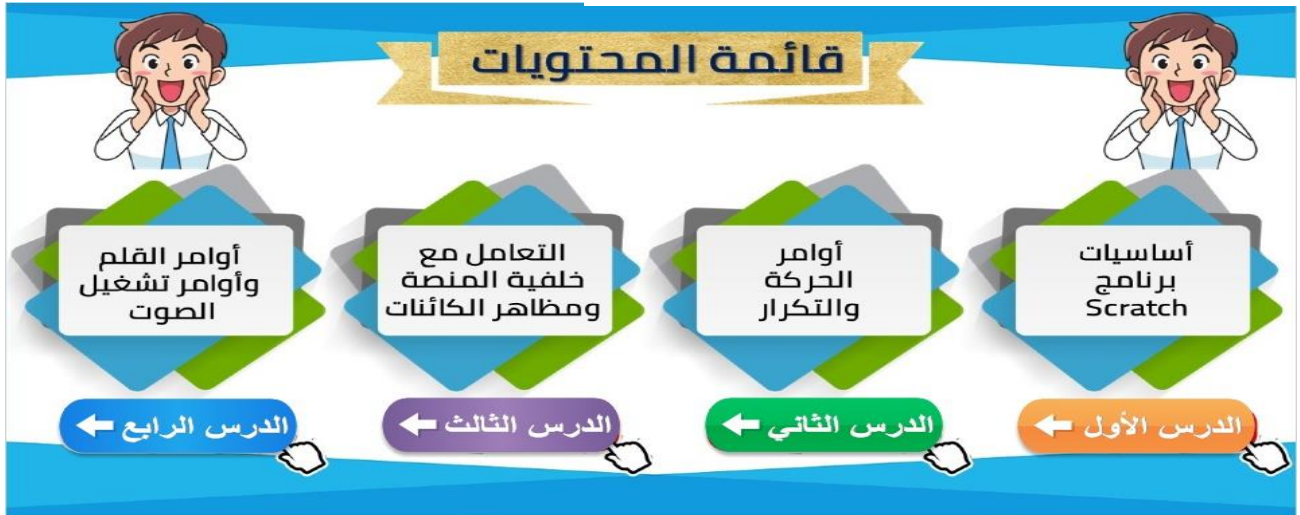 قائمة المحتويات
أساسيات
برنامج
Scratch
الدرس الأول
أوامر
الحركة
والتكرار
الدرس الثاني
التعامل مع
خلفية المنصة
ومظاهر الكائنات
الدرس الثالث
أوامر القلم
وأوامر تشغيل
الصوت
الدرس الرابع